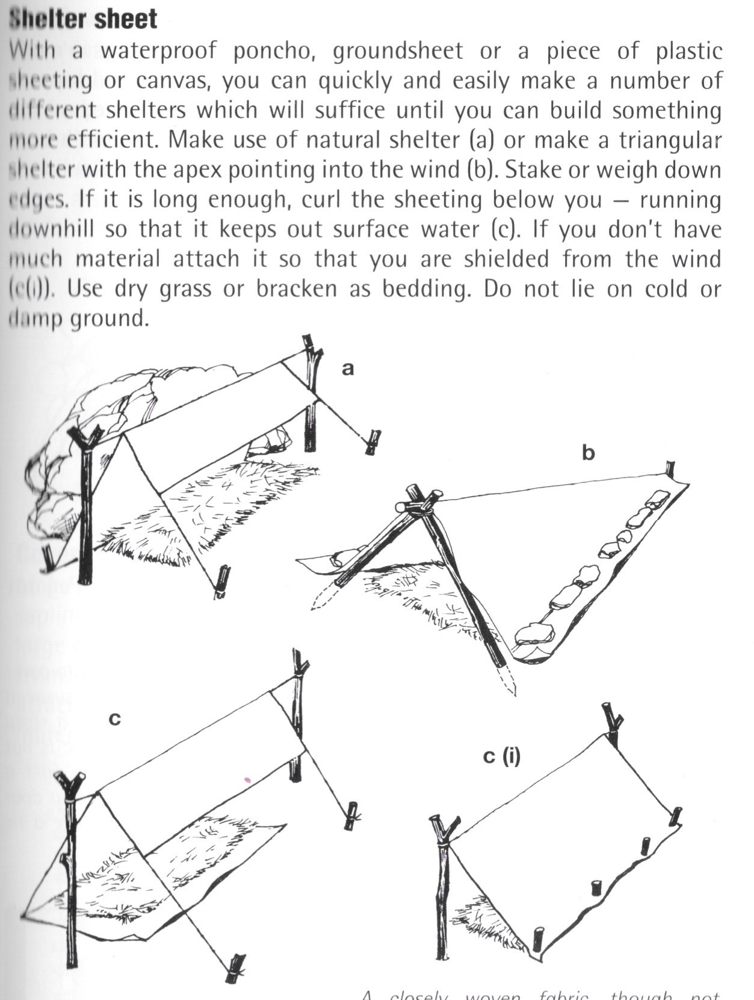 Shelter sheet
With a waterproof poncho, groundsheet or a piece of plastic
sheeting or canvas, you can quickly and easily make a number of
different shelters which will suffice until you can build something
more efficient. Make use of natural shelter (a) or make a triangular
shelter with the apex pointing into the wind (b). Stake or weigh down
edges. If it is long enough, curl the sheeting below you – running
downhill so that it keeps out surface water (c). If you don't have
much material attach it so that you are shielded from the wind
(c(i)). Use dry grass or bracken as bedding. Do not lie on cold or
damp ground.
a
b
c
c (i)
A closely woven fabric, though not